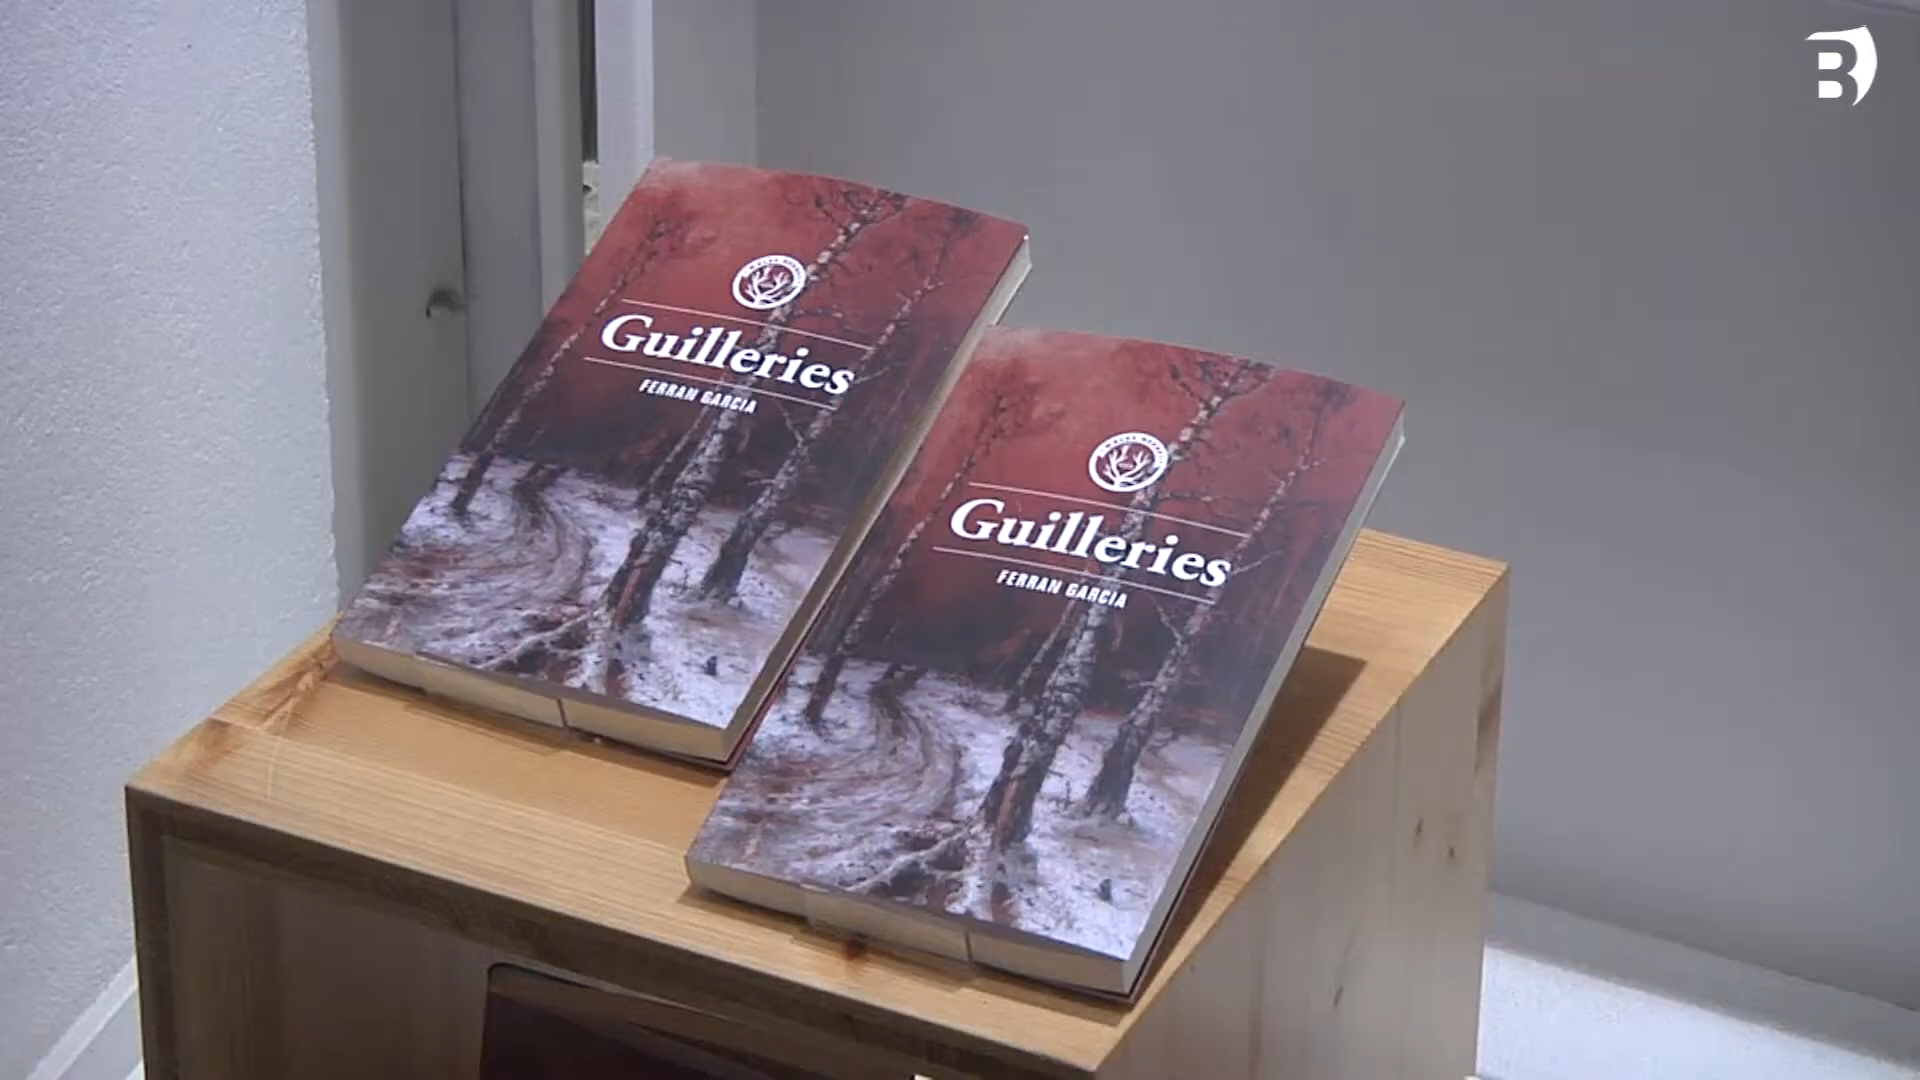 B
Guilleries
FERRAN GARCIA
Guilleries
FERRAN GARCIA